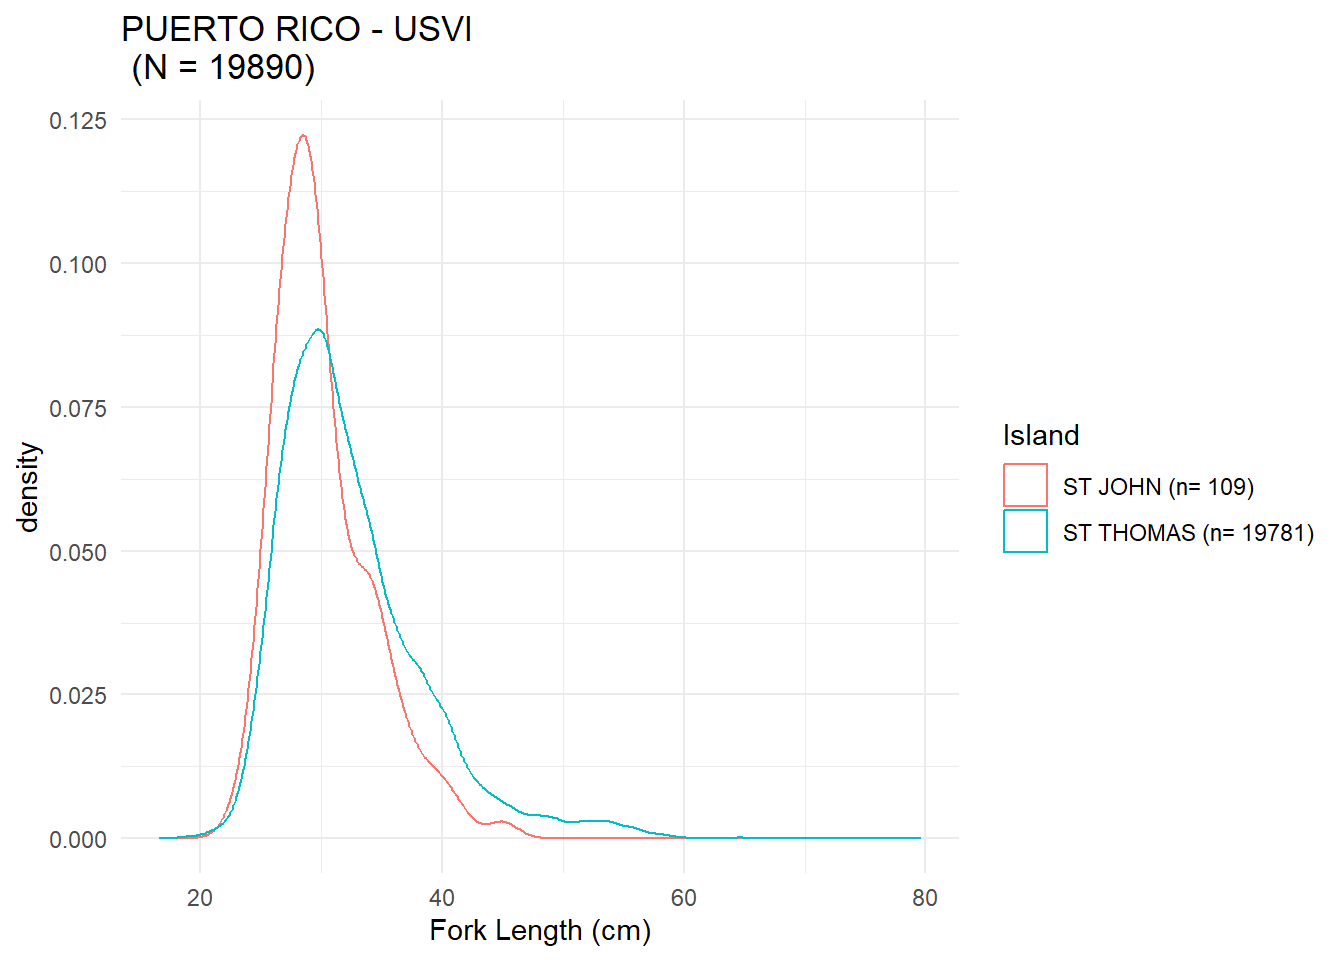 PUERTO RICO - USVI
(N = 19890)
0.125
0.100
0.075
0.050
0.025
0.000
density
20 40 60 80
Fork Length (cm)
Island
ST JOHN (n= 109)
ST THOMAS (n= 19781)